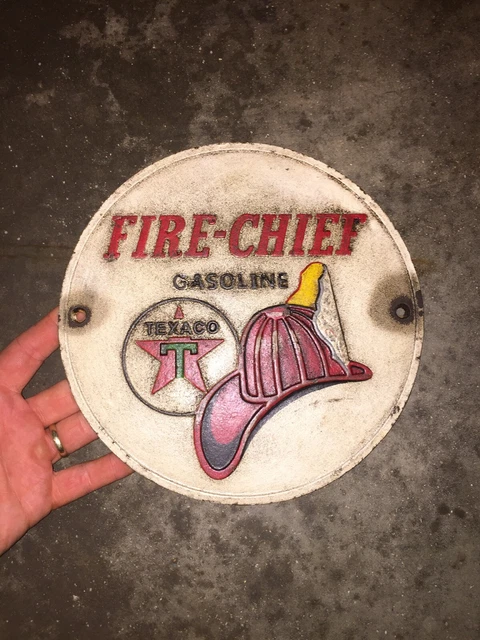 FIRE-CHIEF
GASOLINE
TEXACO
T